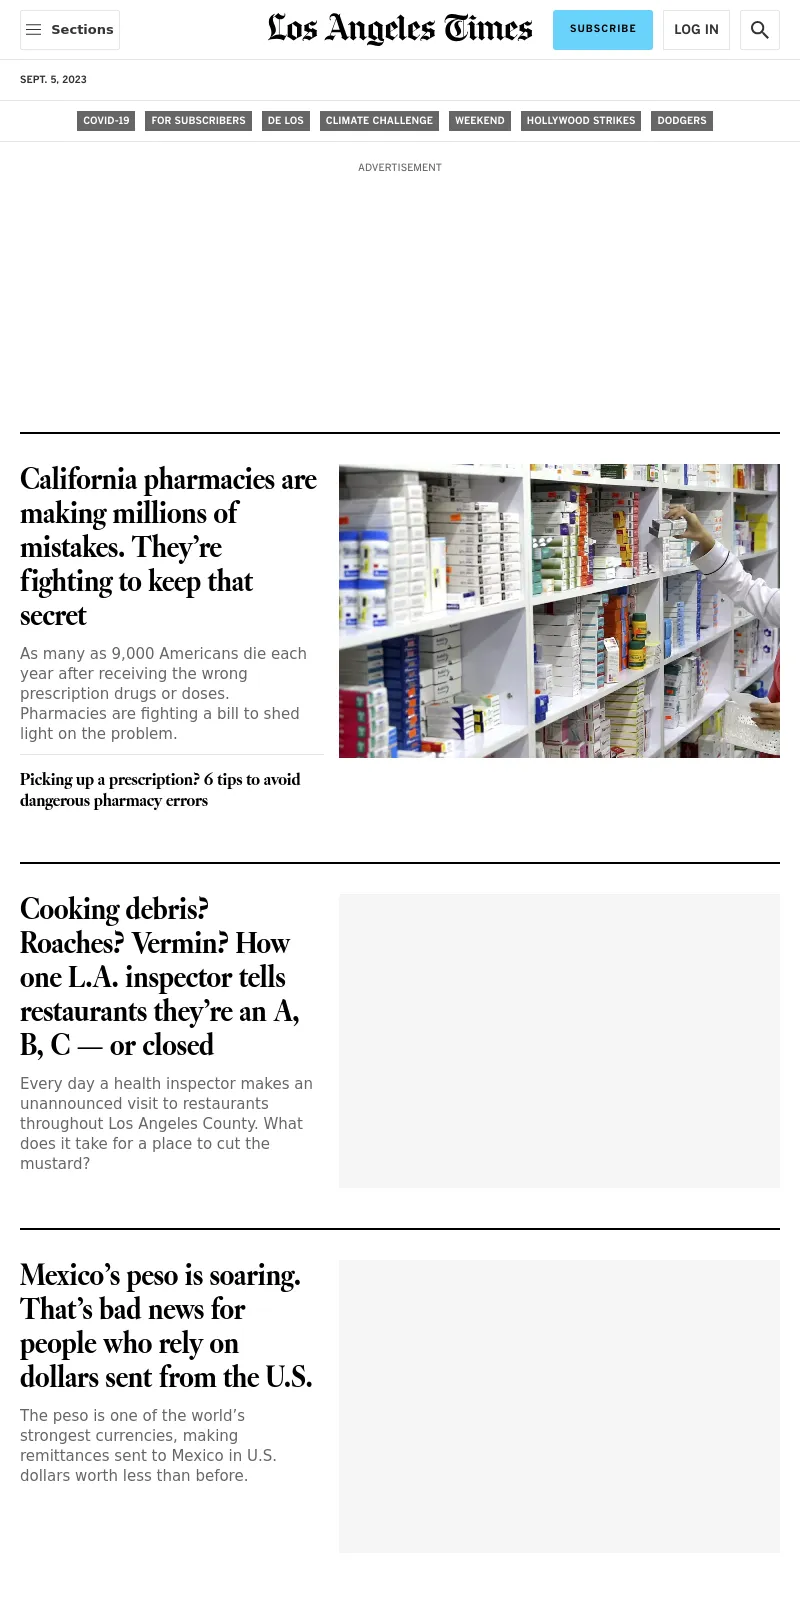 Sections
Los Angeles Times
SUBSCRIBE
LOG IN
SEPT. 5, 2023
COVID-19
FOR SUBSCRIBERS
DE LOS
CLIMATE CHALLENGE
WEEKEND
HOLLYWOOD STRIKES
DODGERS
ADVERTISEMENT
California pharmacies are
making millions of
mistakes. They’re
fighting to keep that
secret
As many as 9,000 Americans die each
year after receiving the wrong
prescription drugs or doses.
Pharmacies are fighting a bill to shed
light on the problem.
Picking up a prescription? 6 tips to avoid
dangerous pharmacy errors
Cooking debris?
Roaches? Vermin? How
one L.A. inspector tells
restaurants they’re an A,
B, C — or closed
Every day a health inspector makes an
unannounced visit to restaurants
throughout Los Angeles County. What
does it take for a place to cut the
mustard?
Mexico’s peso is soaring.
That’s bad news for
people who rely on
dollars sent from the U.S.
The peso is one of the world’s
strongest currencies, making
remittances sent to Mexico in U.S.
dollars worth less than before.